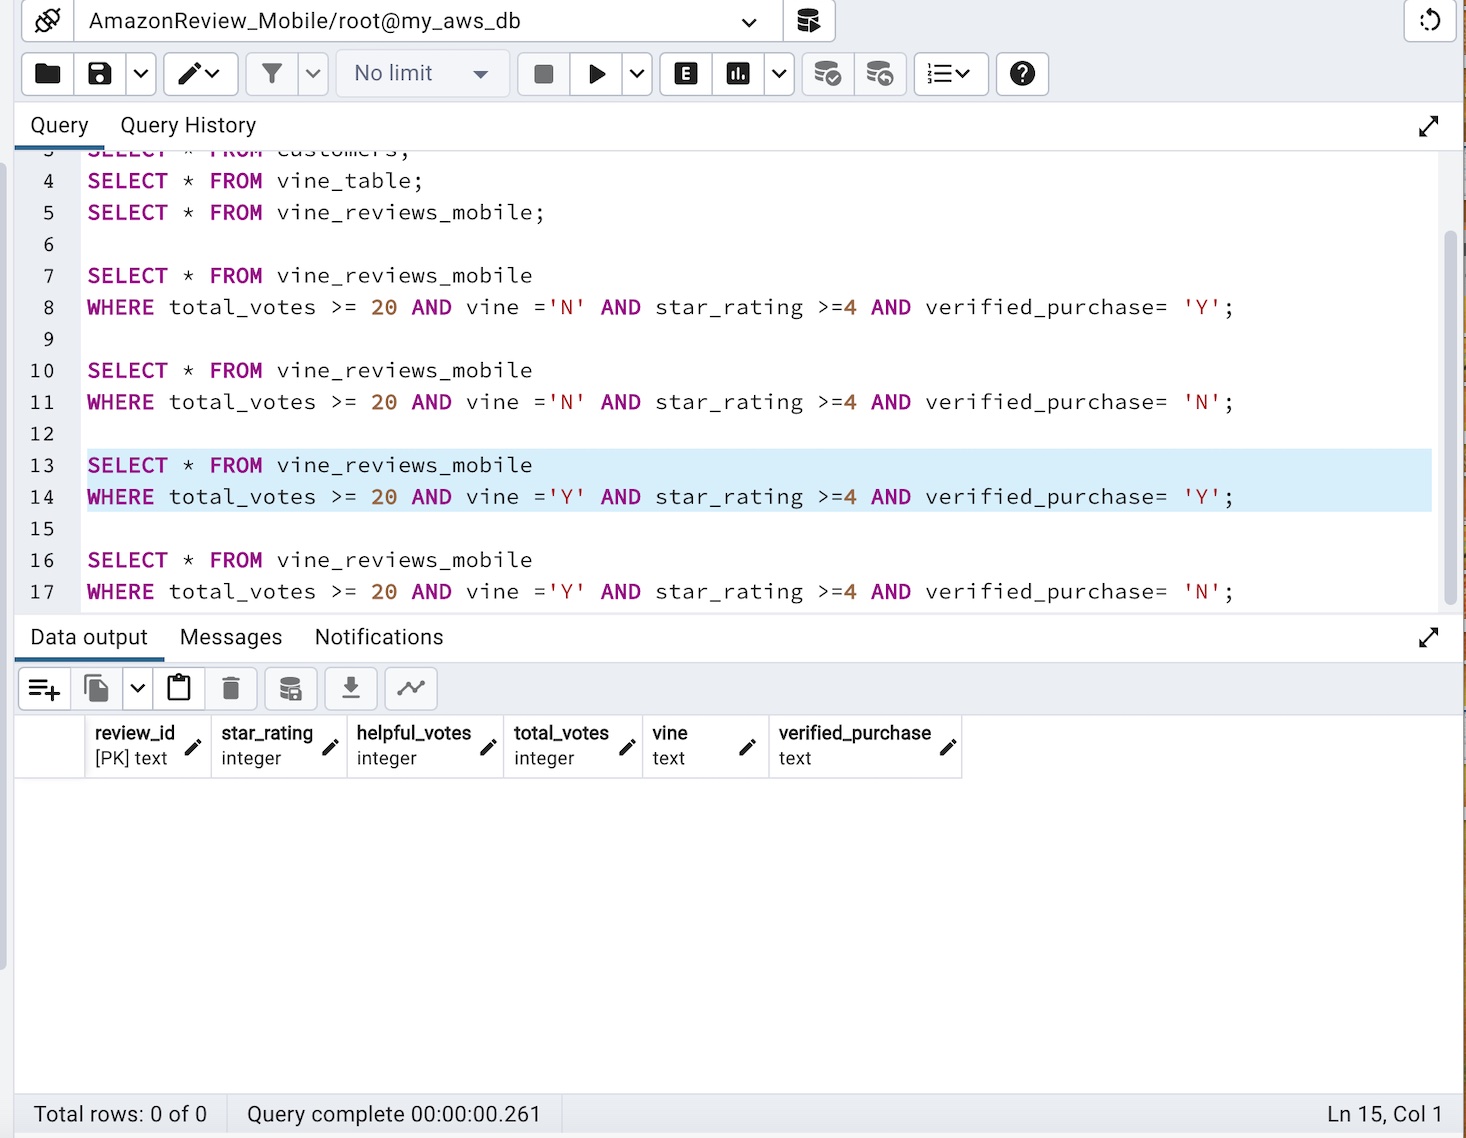 AmazonReview_Mobile/root@my_aws_db
No limit
E
Query Query History
3 SELECT * FROM customers;
4 SELECT * FROM vine_table;
5 SELECT * FROM vine_reviews_mobile;
6
7 SELECT * FROM vine_reviews_mobile
8 WHERE total_votes >= 20 AND vine ='N' AND star_rating >=4 AND verified_purchase= 'Y';
9
10 SELECT * FROM vine_reviews_mobile
11 WHERE total_votes >= 20 AND vine ='N' AND star_rating >=4 AND verified_purchase= 'N';
12
13 SELECT * FROM vine_reviews_mobile
14 WHERE total_votes >= 20 AND vine ='Y' AND star_rating >=4 AND verified_purchase= 'Y';
15
16 SELECT * FROM vine_reviews_mobile
17 WHERE total_votes >= 20 AND vine ='Y' AND star_rating >=4 AND verified_purchase= 'N';
Data output Messages Notifications
review_id star_rating helpful_votes total_votes vine verified_purchase
[PK] text integer integer integer text text
Total rows: 0 of 0 Query complete 00:00:00.261 Ln 15, Col 1